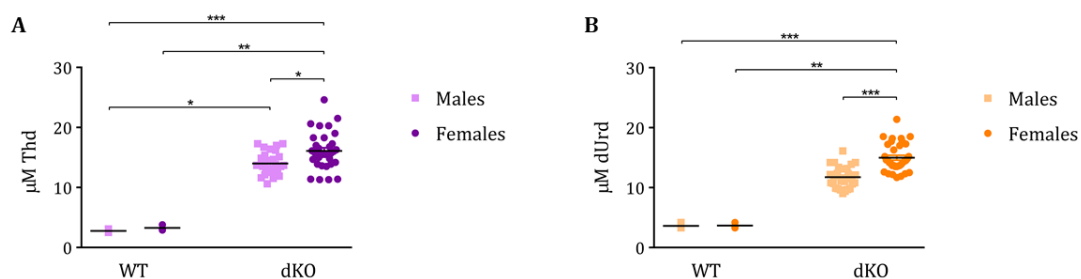 A
***
**
*
*
30
20
10
0
µM Thd
WT
dKO
Males
Females
B
***
**
***
30
20
10
0
µM dUrd
WT
dKO
Males
Females